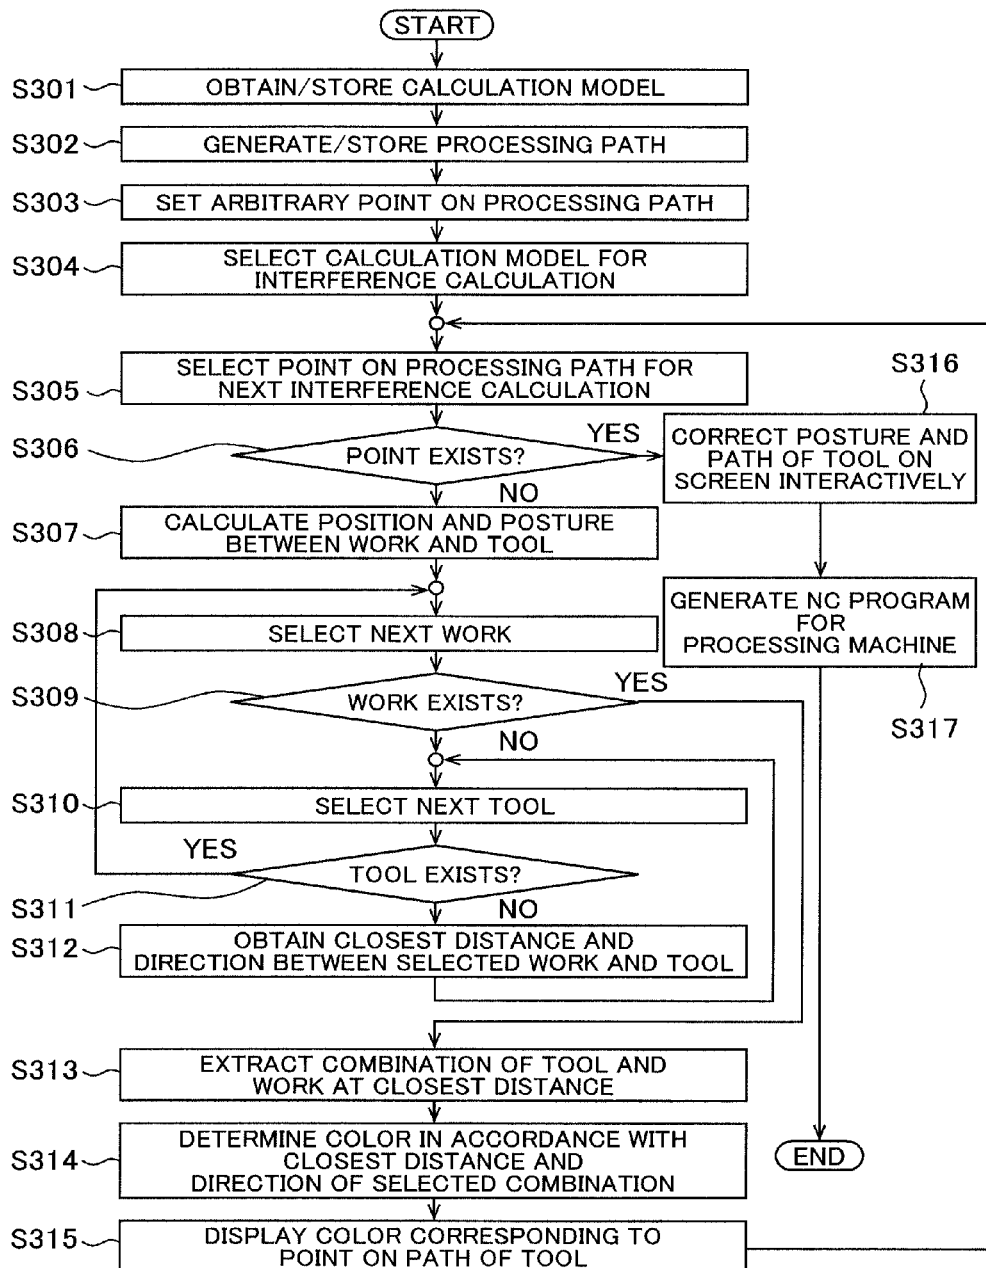 START
S301
OBTAIN/STORE CALCULATION MODEL
S302
GENERATE/STORE PROCESSING PATH
S303
SET ARBITRARY POINT ON PROCESSING PATH
S304
SELECT CALCULATION MODEL FOR
INTERFERENCE CALCULATION
S305
SELECT POINT ON PROCESSING PATH FOR
NEXT INTERFERENCE CALCULATION
S306
POINT EXISTS?
YES
NO
S316
CORRECT POSTURE AND
PATH OF TOOL ON
SCREEN INTERACTIVELY
S307
CALCULATE POSITION AND POSTURE
BETWEEN WORK AND TOOL
GENERATE NC PROGRAM
FOR
PROCESSING MACHINE
S317
S308
SELECT NEXT WORK
S309
WORK EXISTS?
YES
NO
S310
SELECT NEXT TOOL
YES
TOOL EXISTS?
S311
NO
S312
OBTAIN CLOSEST DISTANCE AND
DIRECTION BETWEEN SELECTED WORK AND TOOL
S313
EXTRACT COMBINATION OF TOOL AND
WORK AT CLOSEST DISTANCE
S314
DETERMINE COLOR IN ACCORDANCE WITH
CLOSEST DISTANCE AND
DIRECTION OF SELECTED COMBINATION
END
S315
DISPLAY COLOR CORRESPONDING TO
POINT ON PATH OF TOOL